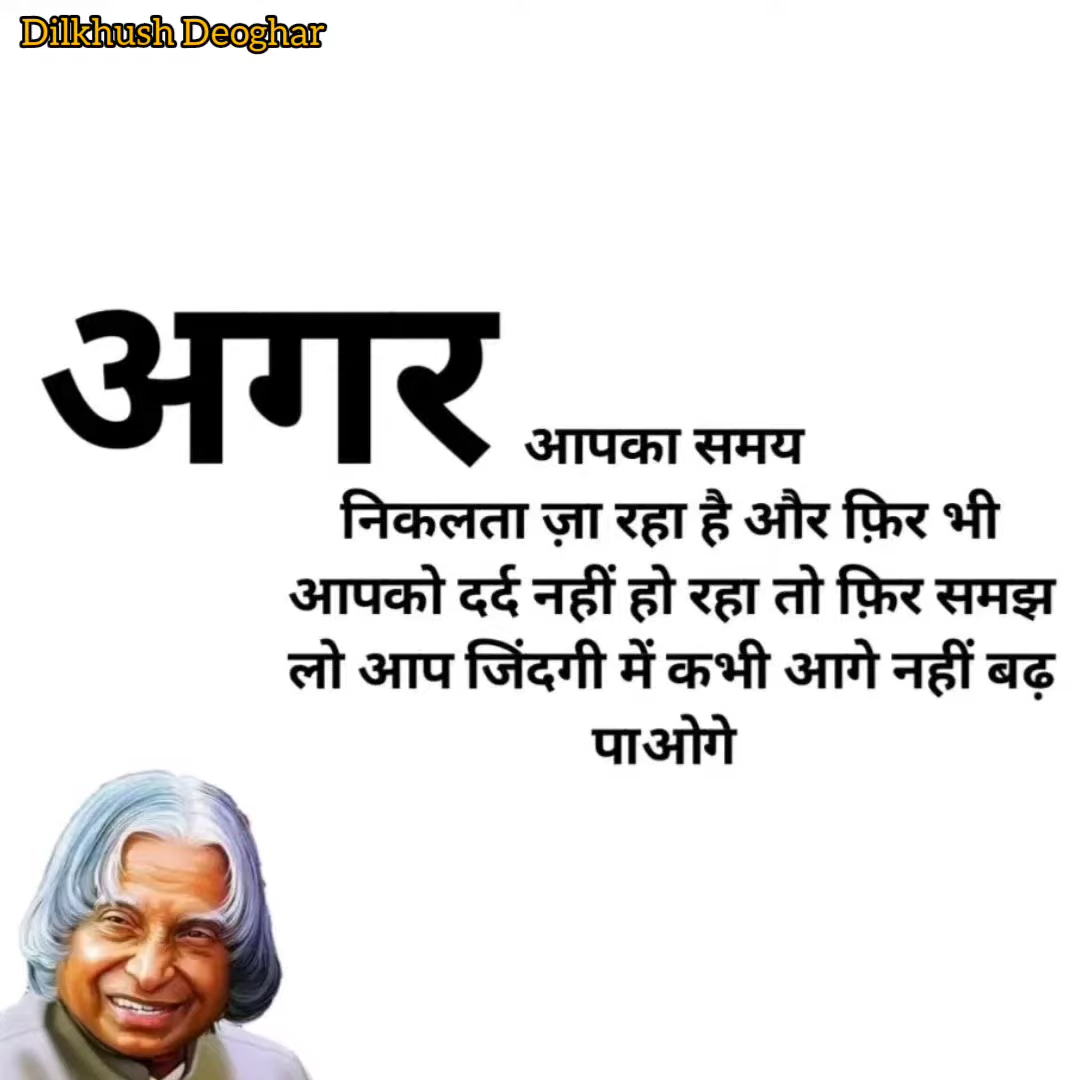 Dilkhush Deoghar
अगर आपका समय
निकलता ज़ा रहा है और फ़िर भी
आपको दर्द नहीं हो रहा तो फ़िर समझ
लो आप जिंदगी में कभी आगे नहीं बढ़
पाओगे